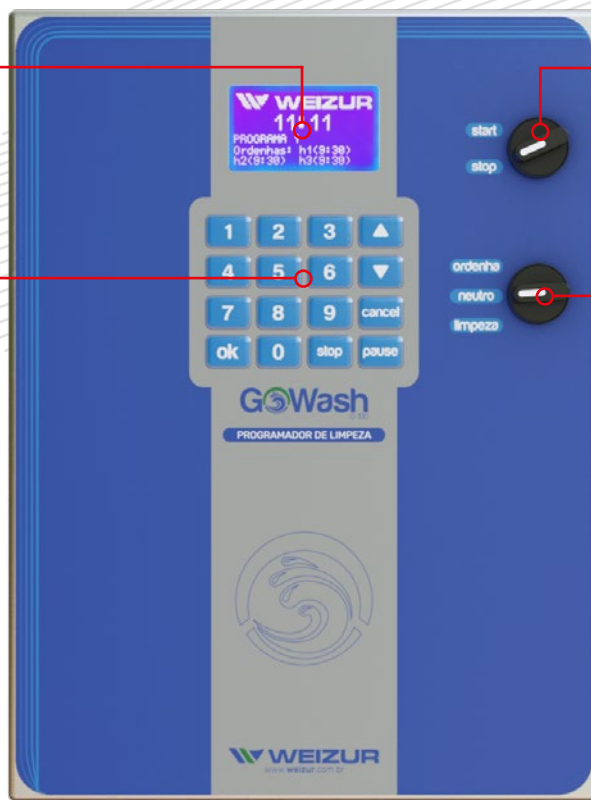 WEIZUR
11:11
PROGRAMA 1
Ordenhas: h1(9:30)
h2(9:30) h3(9:30)
start
stop
1 2 3
4 5 6
7 8 9 cancel
ok 0 stop pause
ordenha
neutro
limpeza
GoWash
PROGRAMADOR DE LIMPEZA
WEIZUR
www.weizur.com.br